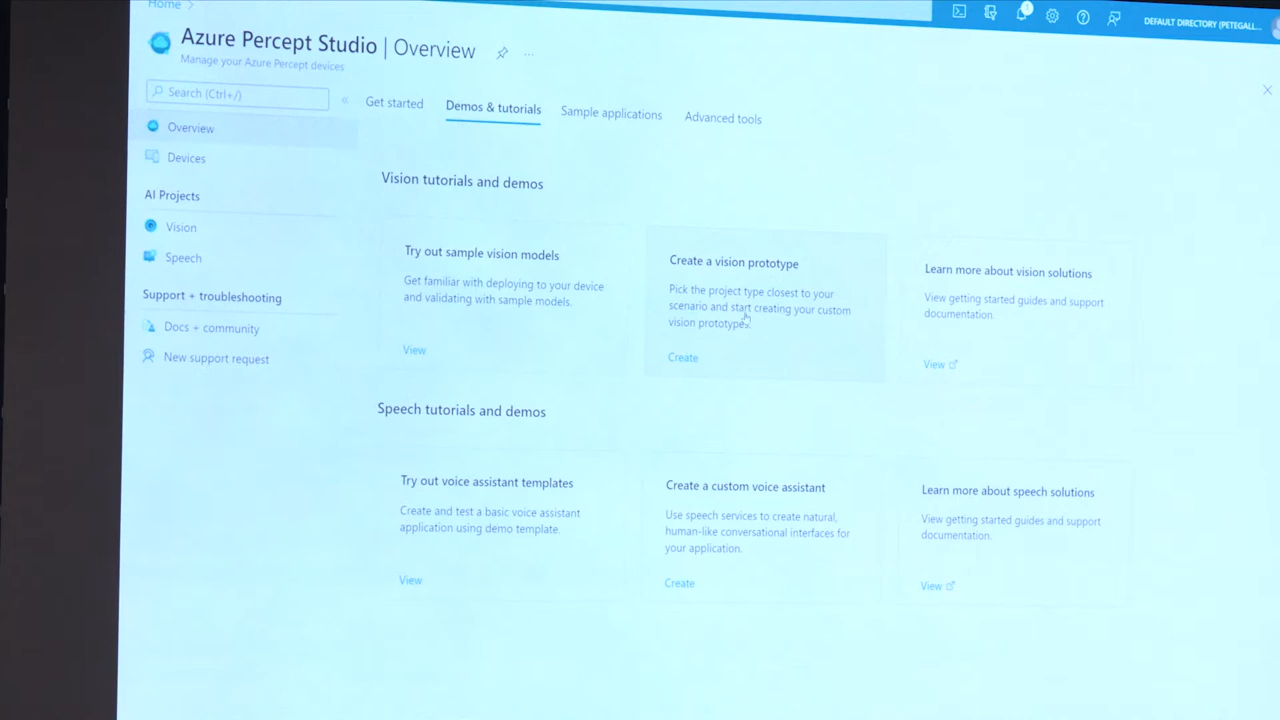 Home >
1
DEFAULT DIRECTORY (PETEGALL...
Azure Percept Studio | Overview
...
Manage your Azure Percept devices
Search (Ctrl+/)
«
Get started
Demos & tutorials
Sample applications
Advanced tools
Overview
Devices
AI Projects
Vision
Speech
Support + troubleshooting
Docs + community
New support request
Vision tutorials and demos
Try out sample vision models
Get familiar with deploying to your device
and validating with sample models.
View
Create a vision prototype
Pick the project type closest to your
scenario and start creating your custom
vision prototypes.
Create
Learn more about vision solutions
View getting started guides and support
documentation.
View
Speech tutorials and demos
Try out voice assistant templates
Create and test a basic voice assistant
application using demo template.
View
Create a custom voice assistant
Use speech services to create natural,
human-like conversational interfaces for
your application.
Create
Learn more about speech solutions
View getting started guides and support
documentation.
View